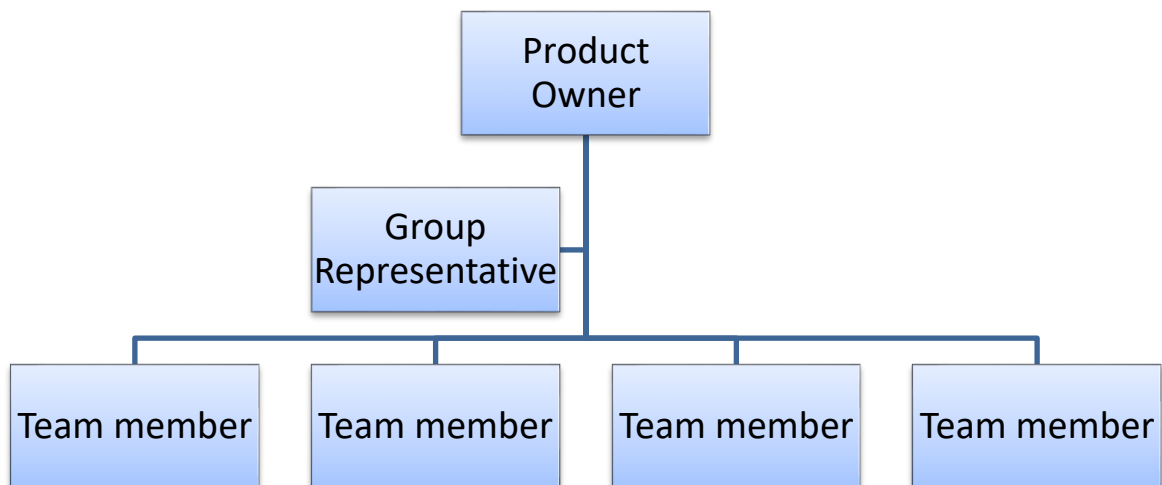 Product
Owner
Group
Representative
Team member
Team member
Team member
Team member